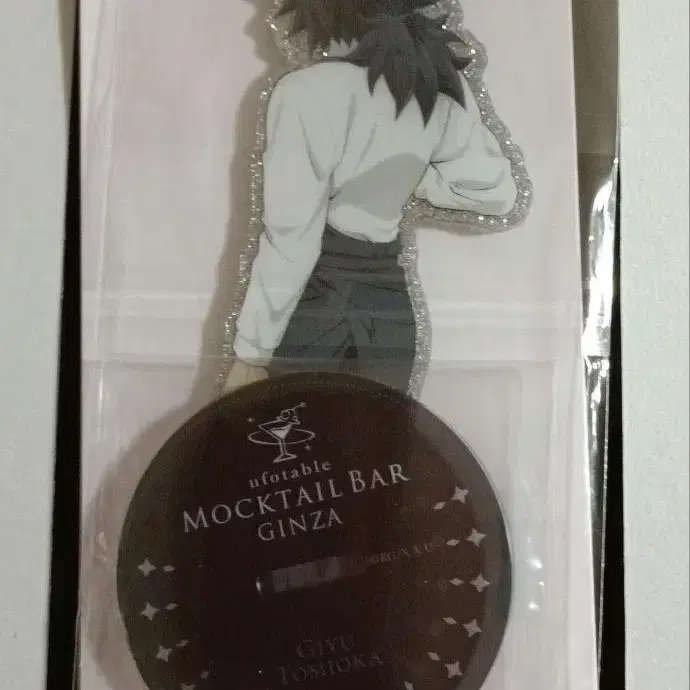 ufotable
MOCKTAIL BAR
GINZA
GIYU
TOMIOKA